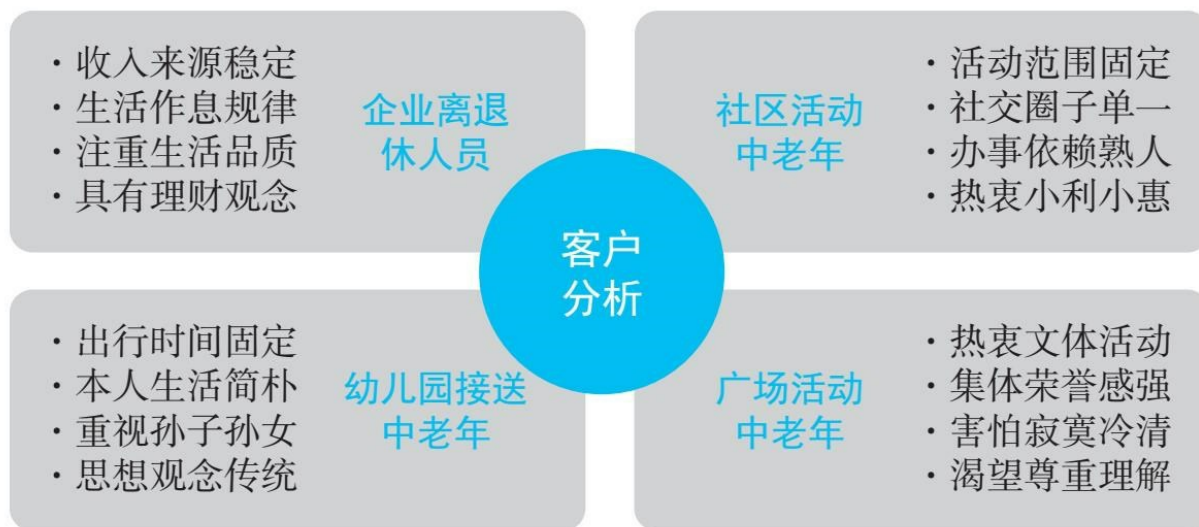 · 收入来源稳定
· 生活作息规律
· 注重生活品质
· 具有理财观念
企业离退
休人员
社区活动
中老年
· 活动范围固定
· 社交圈子单一
· 办事依赖熟人
· 热衷小利小惠
客户
分析
· 出行时间固定
· 本人生活简朴
· 重视孙子孙女
· 思想观念传统
幼儿园接送
中老年
广场活动
中老年
· 热衷文体活动
· 集体荣誉感强
· 害怕寂寞冷清
· 渴望尊重理解